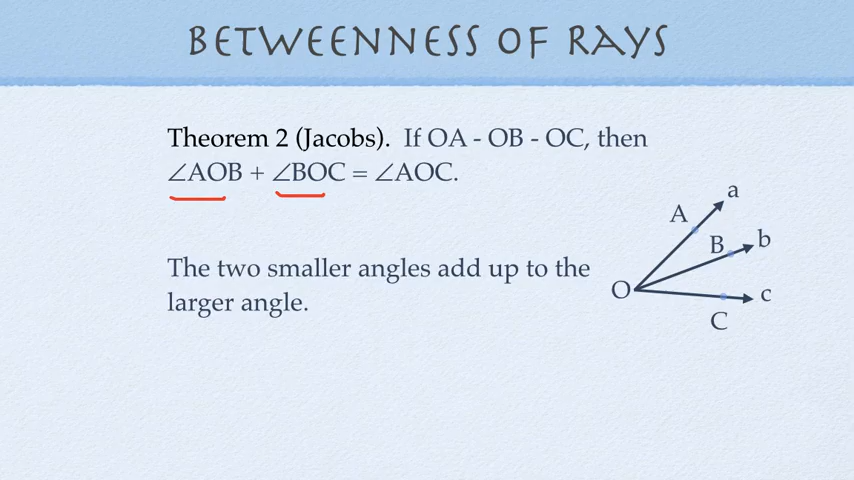 BETWEENNESS OF RAYS
Theorem 2 (Jacobs). If OA - OB - OC, then
∠AOB + ∠BOC = ∠AOC.
The two smaller angles add up to the
larger angle.
a
A
B
b
O
c
C